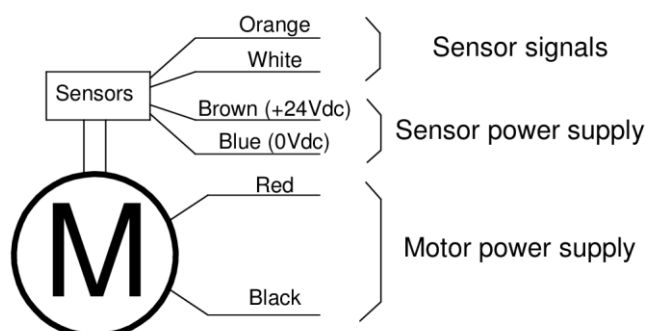 Orange
White
Sensor signals
Sensors
Brown (+24Vdc)
Blue (0Vdc)
Sensor power supply
Red
M
Motor power supply
Black